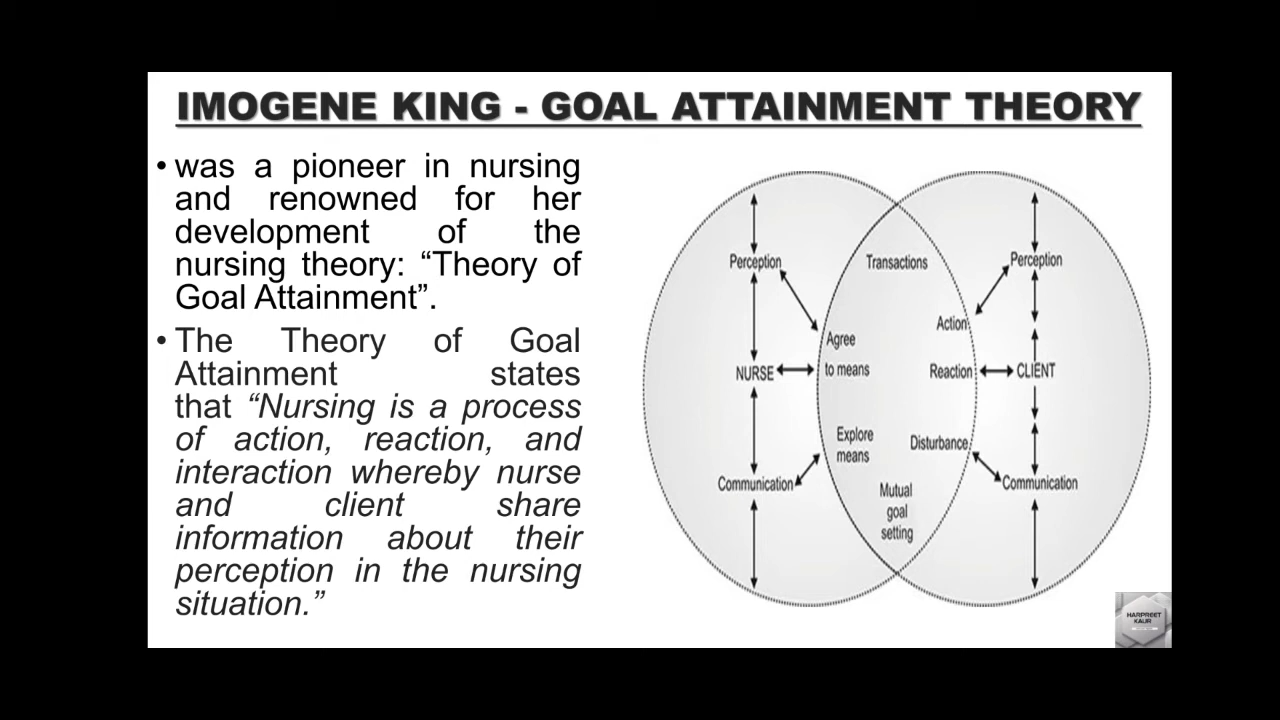 IMOGENE KING - GOAL ATTAINMENT THEORY
• was a pioneer in nursing
and renowned for her
development of the
nursing theory: “Theory of
Goal Attainment”.
• The Theory of Goal
Attainment states
that “Nursing is a process
of action, reaction, and
interaction whereby nurse
and client share
information about their
perception in the nursing
situation.”
Perception
NURSE
Communication
Transactions
Agree
to means
Explore
means
Mutual
goal
setting
Action
Reaction
Disturbance
Perception
CLIENT
Communication
HARPREET
KAUR